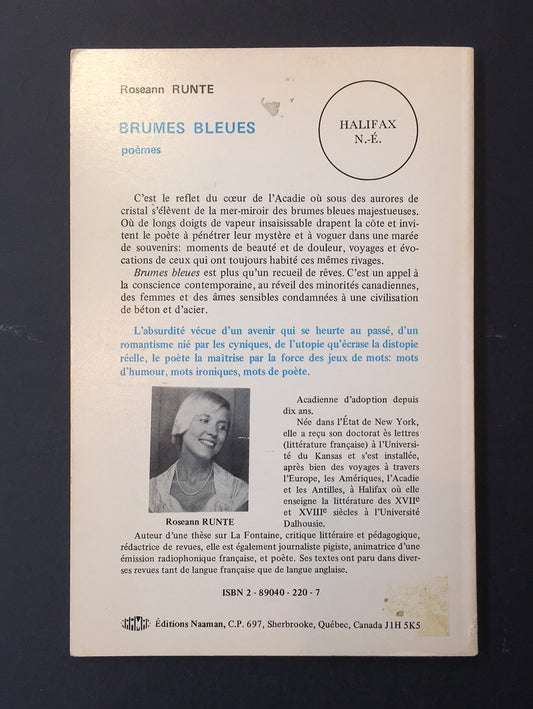 Roseann RUNTE
BRUMES BLEUES
poèmes
HALIFAX
N.-É.
C'est le reflet du cœur de l'Acadie où sous des aurores de
cristal s'élèvent de la mer-miroir des brumes bleues majestueuses.
Où de longs doigts de vapeur insaisissable drapent la côte et invi-
tent le poète à pénétrer leur mystère et à voguer dans une marée
de souvenirs: moments de beauté et de douleur, voyages et évo-
cations de ceux qui ont toujours habité ces mêmes rivages.
Brumes bleues est plus qu'un recueil de rêves. C'est un appel à
la conscience contemporaine, au réveil des minorités canadiennes,
des femmes et des âmes sensibles condamnées à une civilisation
de béton et d'acier.
L'absurdité vécue d'un avenir qui se heurte au passé, d'un
romantisme nié par les cyniques, de l'utopie qu'écrase la distopie
réelle, le poète la maîtrise par la force des jeux de mots: mots
d'humour, mots ironiques, mots de poète.
Acadienne d'adoption depuis
dix ans.
Née dans l'État de New York,
elle a reçu son doctorat ès lettres
(littérature française) à l'Universi-
té du Kansas et s'est installée,
après bien des voyages à travers
l'Europe, les Amériques, l'Acadie
et les Antilles, à Halifax où elle
enseigne la littérature des XVIIe
et XVIIIe siècles à l'Université
Dalhousie.
Roseann RUNTE
Auteur d'une thèse sur La Fontaine, critique littéraire et pédagogique,
rédactrice de revues, elle est également journaliste pigiste, animatrice d'une
émission radiophonique française, et poète. Ses textes ont paru dans diver-
ses revues tant de langue française que de langue anglaise.
ISBN 2 - 89040 - 220 - 7
Éditions Naaman, C.P. 697, Sherbrooke, Québec, Canada J1H 5K5